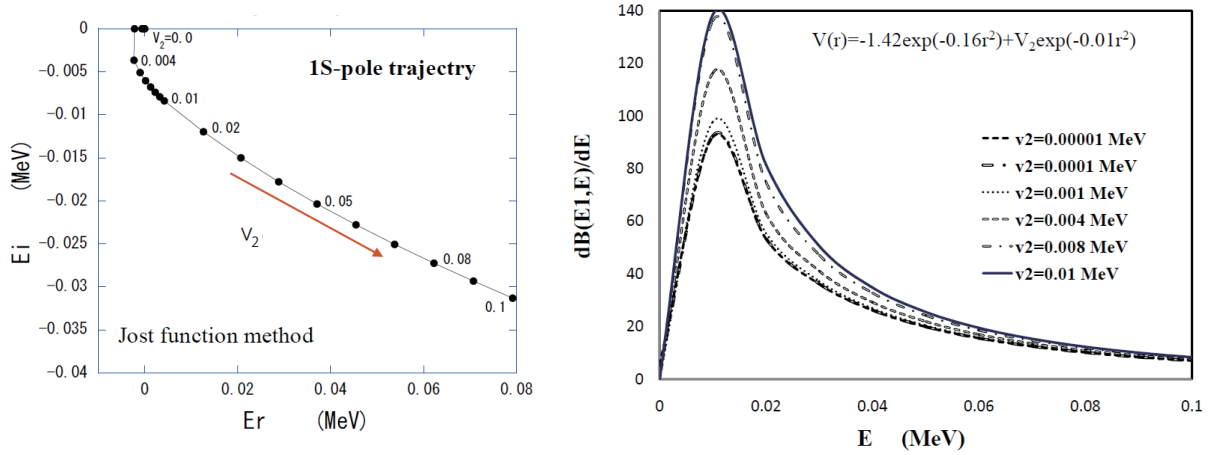 0
V₂=0.0
0.004
-0.005
1S-pole trajectory
0.01
-0.01
0.02
-0.015
Ei (MeV)
-0.02
0.05
V₂
-0.025
0.08
-0.03
0.1
-0.035
Jost function method
-0.04
0 0.02 0.04 0.06 0.08
Er (MeV)
140
V(r)=-1.42exp(-0.16r²)+V₂exp(-0.01r²)
120
100
dB(E1,E)/dE
80
60
40
20
0
v2=0.00001 MeV
v2=0.0001 MeV
v2=0.001 MeV
v2=0.004 MeV
v2=0.008 MeV
v2=0.01 MeV
0 0.02 0.04 0.06 0.08 0.1
E (MeV)